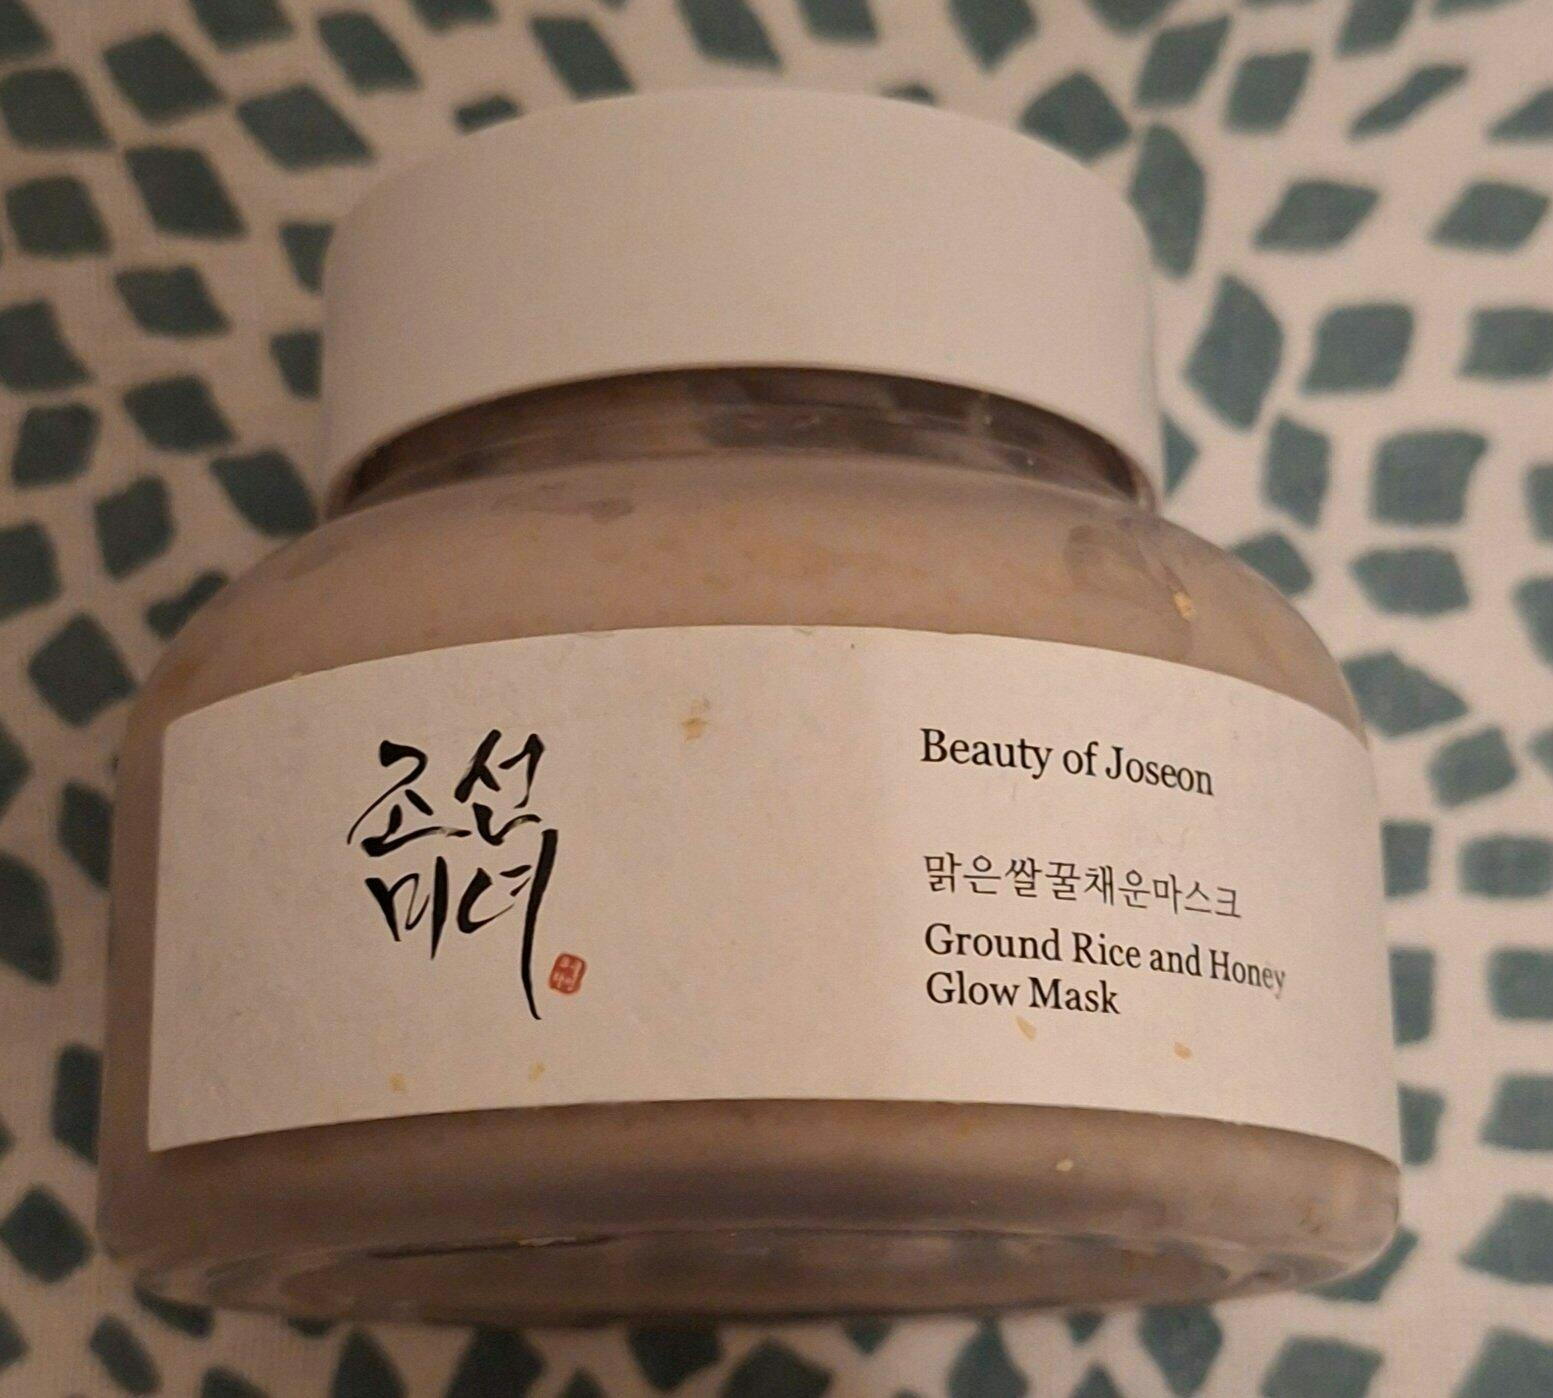 조선
미녀
Beauty of Joseon
맑은쌀꿀채운마스크
Ground Rice and Honey
Glow Mask